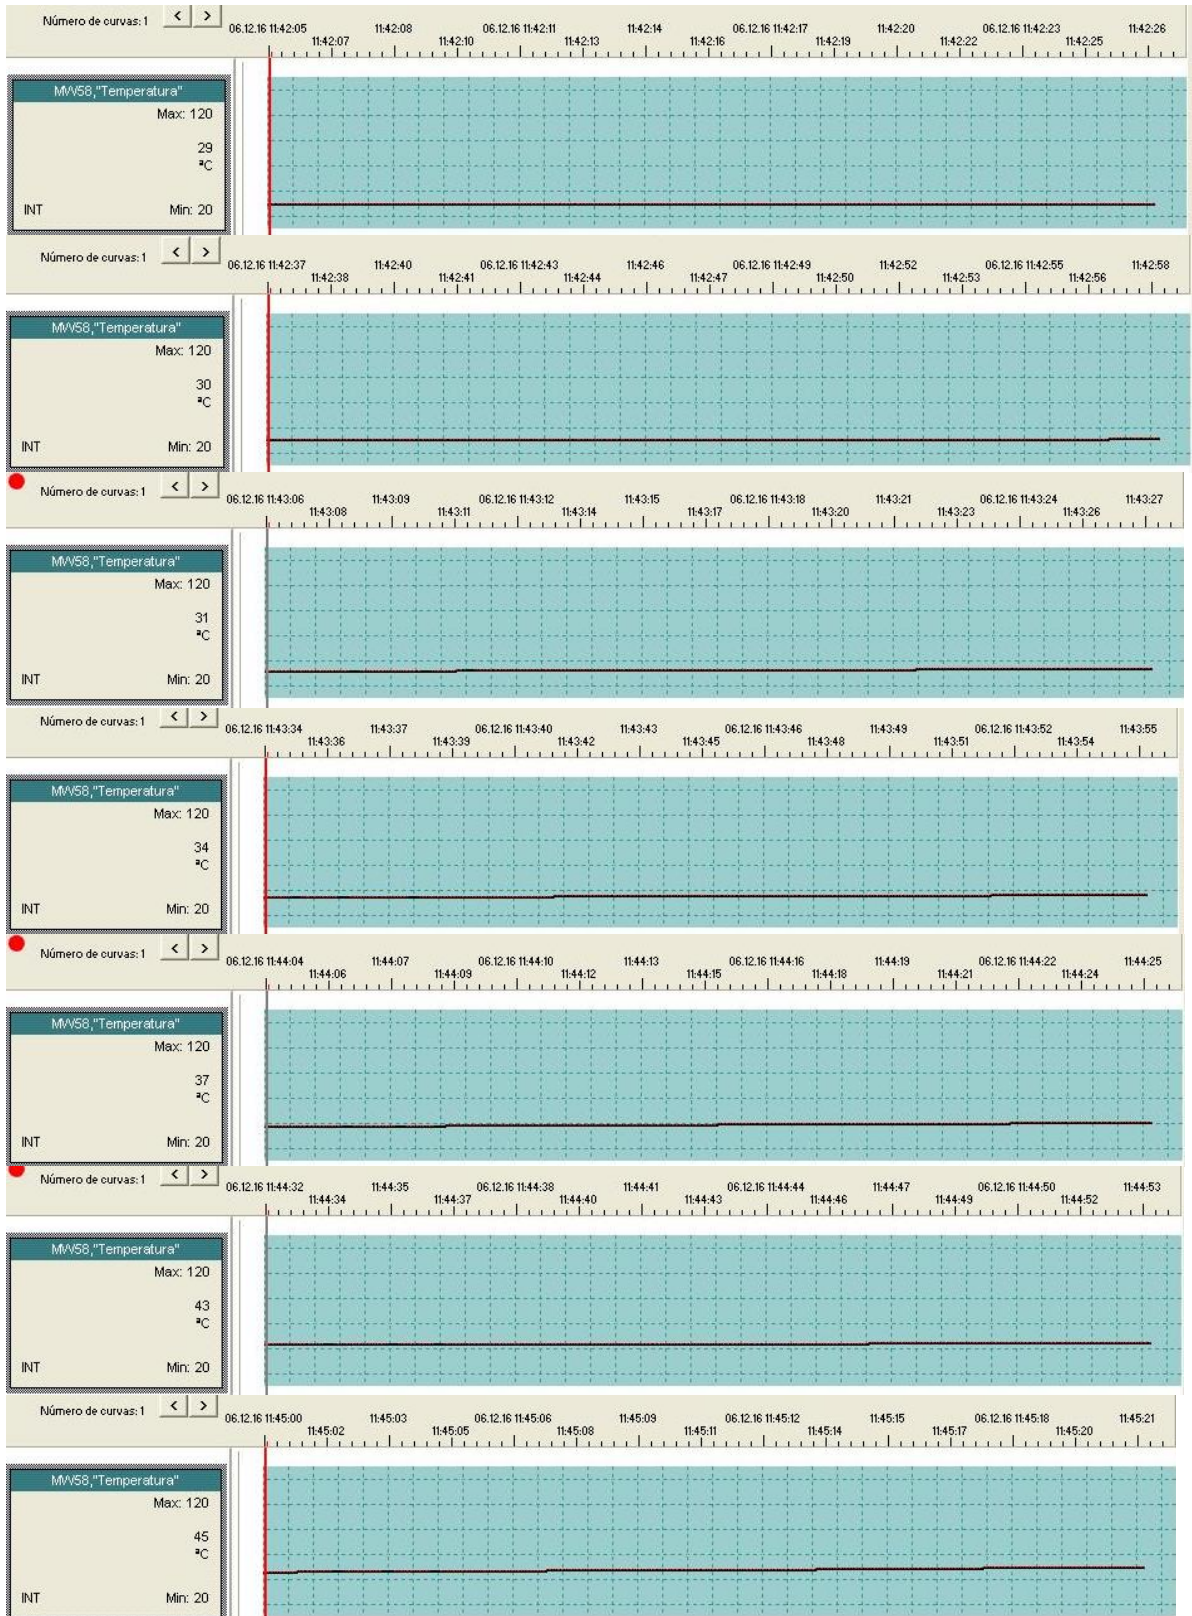 Número de curvas: 1 < >
06.12.16 11:42:05 11:42:08 06.12.16 11:42:11 11:42:14 06.12.16 11:42:17 11:42:20 06.12.16 11:42:23 11:42:26
11:42:07 11:42:10 11:42:13 11:42:16 11:42:19 11:42:22 11:42:25
MW58,"Temperatura"
Max: 120
29
ªC
INT Min: 20
Número de curvas: 1 < >
06.12.16 11:42:37 11:42:40 06.12.16 11:42:43 11:42:46 06.12.16 11:42:49 11:42:52 06.12.16 11:42:55 11:42:58
11:42:38 11:42:41 11:42:44 11:42:47 11:42:50 11:42:53 11:42:56
MW58,"Temperatura"
Max: 120
30
ªC
INT Min: 20
Número de curvas: 1 < >
06.12.16 11:43:06 11:43:09 06.12.16 11:43:12 11:43:15 06.12.16 11:43:18 11:43:21 06.12.16 11:43:24 11:43:27
11:43:08 11:43:11 11:43:14 11:43:17 11:43:20 11:43:23 11:43:26
MW58,"Temperatura"
Max: 120
31
ªC
INT Min: 20
Número de curvas: 1 < >
06.12.16 11:43:34 11:43:37 06.12.16 11:43:40 11:43:43 06.12.16 11:43:46 11:43:49 06.12.16 11:43:52 11:43:55
11:43:36 11:43:39 11:43:42 11:43:45 11:43:48 11:43:51 11:43:54
MW58,"Temperatura"
Max: 120
34
ªC
INT Min: 20
Número de curvas: 1 < >
06.12.16 11:44:04 11:44:07 06.12.16 11:44:10 11:44:13 06.12.16 11:44:16 11:44:19 06.12.16 11:44:22 11:44:25
11:44:06 11:44:09 11:44:12 11:44:15 11:44:18 11:44:21 11:44:24
MW58,"Temperatura"
Max: 120
37
ªC
INT Min: 20
Número de curvas: 1 < >
06.12.16 11:44:32 11:44:35 06.12.16 11:44:38 11:44:41 06.12.16 11:44:44 11:44:47 06.12.16 11:44:50 11:44:53
11:44:34 11:44:37 11:44:40 11:44:43 11:44:46 11:44:49 11:44:52
MW58,"Temperatura"
Max: 120
43
ªC
INT Min: 20
Número de curvas: 1 < >
06.12.16 11:45:00 11:45:03 06.12.16 11:45:06 11:45:09 06.12.16 11:45:12 11:45:15 06.12.16 11:45:18 11:45:21
11:45:02 11:45:05 11:45:08 11:45:11 11:45:14 11:45:17 11:45:20
MW58,"Temperatura"
Max: 120
45
ªC
INT Min: 20